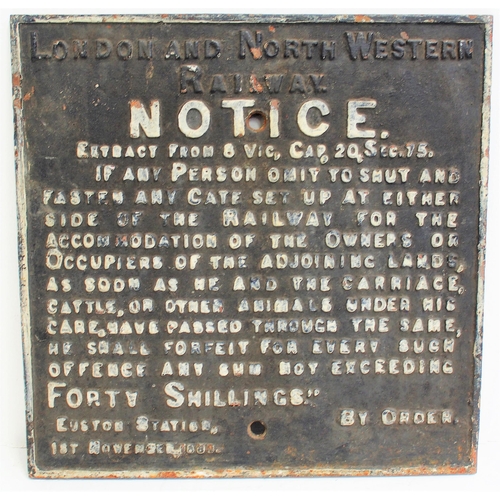 LONDON AND NORTH WESTERN
RAILWAY.
NOTICE.
EXTRACT FROM 8 VIC, CAP, 20, SEC. 75.
IF ANY PERSON OMIT TO SHUT AND
FASTEN ANY GATE SET UP AT EITHER
SIDE OF THE RAILWAY FOR THE
ACCOMMODATION OF THE OWNERS OR
OCCUPIERS OF THE ADJOINING LANDS,
AS SOON AS HE AND THE CARRIAGE,
CATTLE, OR OTHER ANIMALS UNDER HIS
CARE, HAVE PASSED THROUGH THE SAME,
HE SHALL FORFEIT FOR EVERY SUCH
OFFENCE ANY SUM NOT EXCEEDING
FORTY SHILLINGS."
EUSTON STATION, BY ORDER.
1ST NOVEMBER